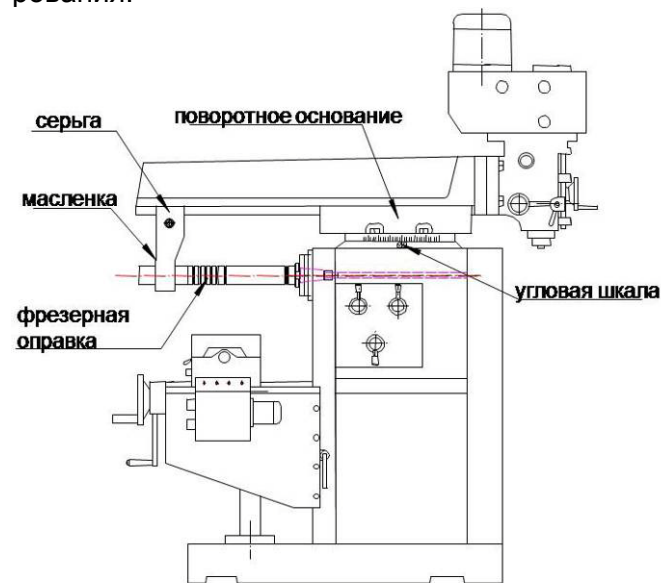 рования.
серьга
поворотное основание
масленка
угловая шкала
фрезерная
оправка